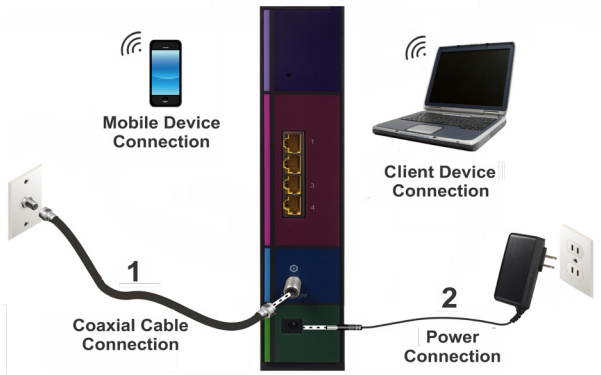 Mobile Device
Connection
Client Device
Connection
1
3
4
1
2
Coaxial Cable
Connection
Power
Connection